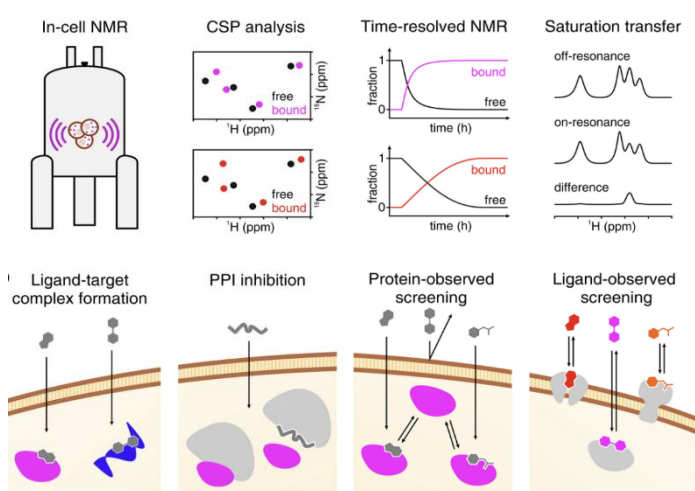 In-cell NMR
CSP analysis
free
bound
¹⁵N (ppm)
¹H (ppm)
free
bound
¹⁵N (ppm)
¹H (ppm)
Time-resolved NMR
1
0
fraction
bound
free
time (h)
1
0
fraction
bound
free
time (h)
Saturation transfer
off-resonance
on-resonance
difference
¹H (ppm)
Ligand-target
complex formation
PPI inhibition
Protein-observed
screening
Ligand-observed
screening